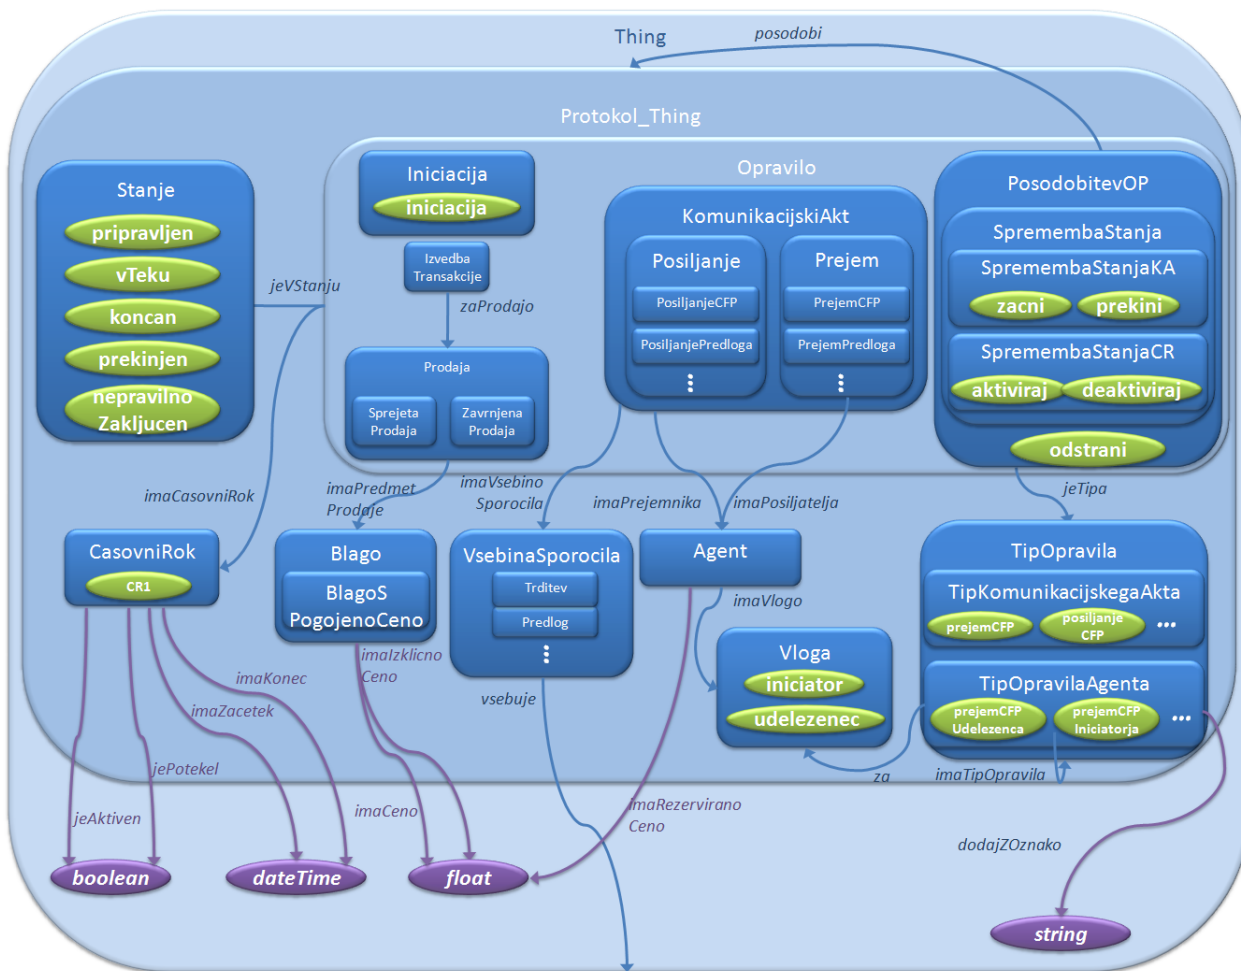 Thing
posodobi
Protokol_Thing
Stanje
pripravljen
vTeku
koncan
prekinjen
nepravilno
Zakljucen
jeVStanju
Opravilo
Iniciacija
iniciacija
Izvedba
Transakcije
zaProdajo
Prodaja
Sprejeta
Prodaja
Zavrnjena
Prodaja
KomunikacijskiAkt
Posiljanje
PosiljanjeCFP
PosiljanjePredloga
...
Prejem
PrejemCFP
PrejemPredloga
...
PosodobitevOP
SpremembaStanja
SpremembaStanjaKA
zacni
prekini
SpremembaStanjaCR
aktiviraj
deaktiviraj
odstrani
imaCasovniRok
imaPredmet
Prodaje
imaVsebino
Sporocila
imaPrejemnika
imaPosiljatelja
jeTipa
CasovniRok
CR1
Blago
BlagoS
PogojenoCeno
VsebinaSporocila
Trditev
Predlog
...
Agent
imaVlogo
Vloga
iniciator
udelezenec
TipOpravila
TipKomunikacijskegaAkta
prejemCFP
posiljanje
CFP
...
TipOpravilaAgenta
prejemCFP
Udelezenca
prejemCFP
Iniciatorja
...
imaKonec
imaZacetek
imaIzklicno
Ceno
vsebuje
jePotekel
jeAktiven
imaCeno
imaRezervirano
Ceno
za
imaTipOpravila
dodajZOznako
boolean
dateTime
float
string